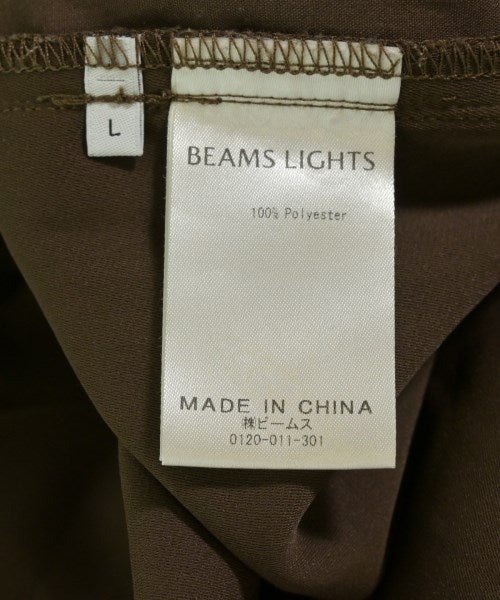 L
BEAMS LIGHTS
100% Polyester
MADE IN CHINA
㈱ビームス
0120-011-301